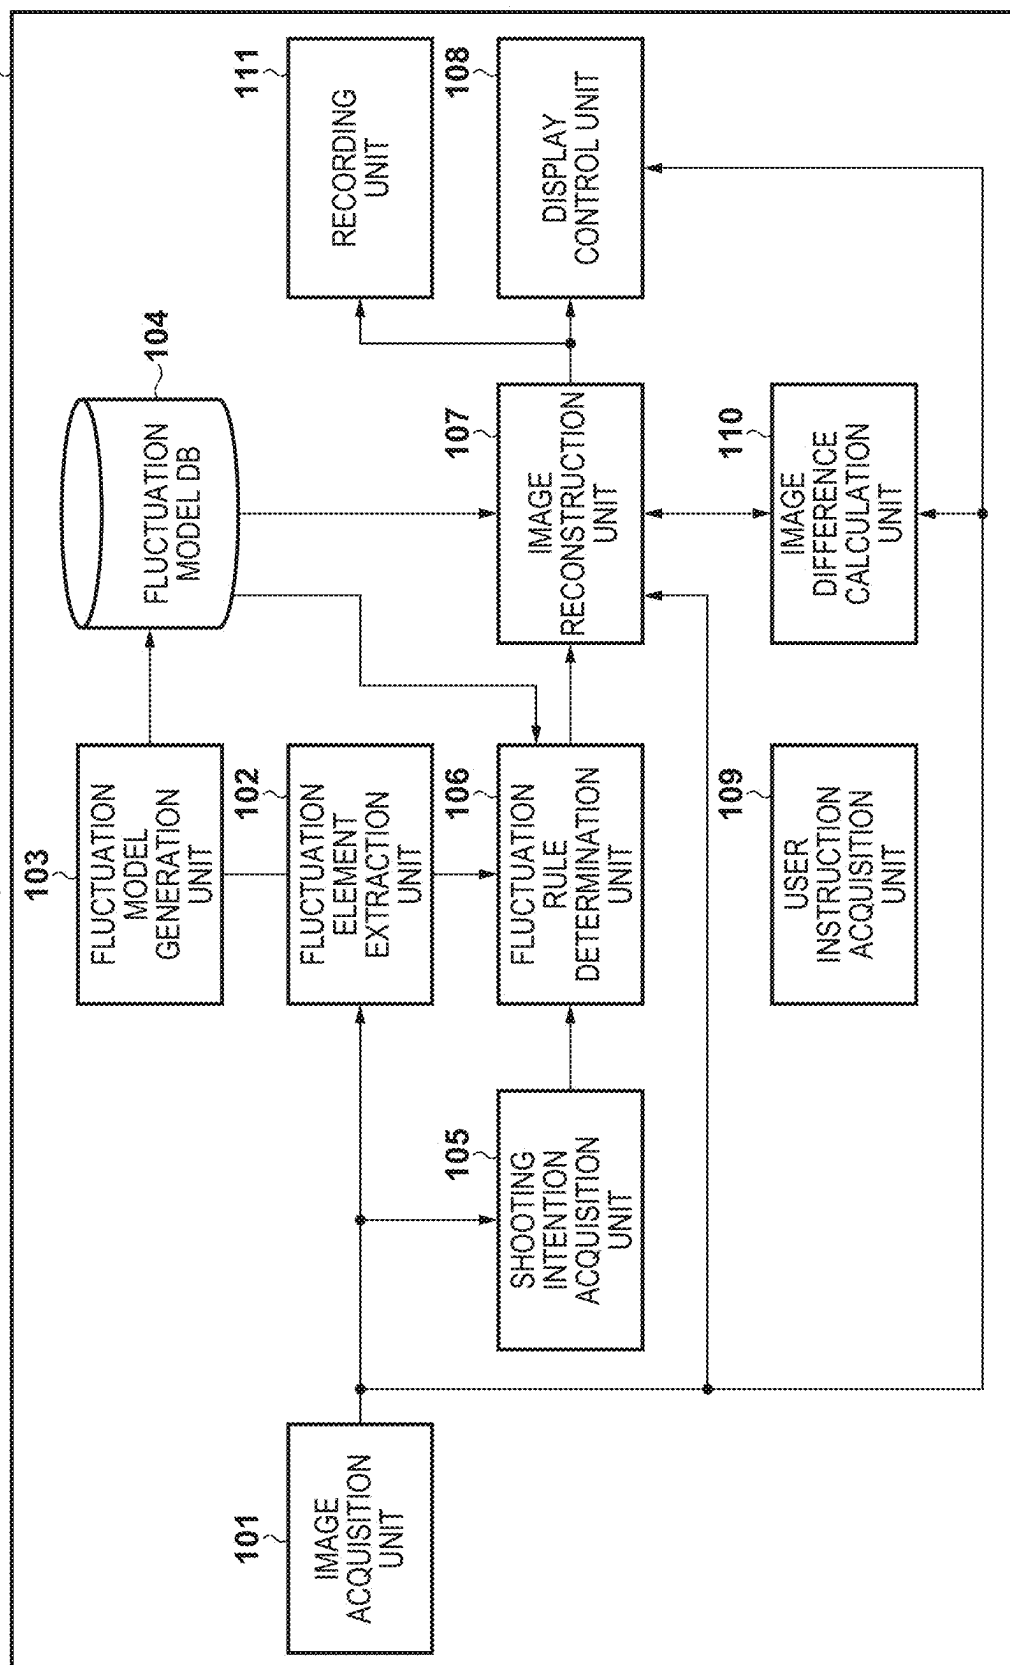 103
FLUCTUATION
MODEL
GENERATION
UNIT
104
FLUCTUATION
MODEL DB
101
IMAGE
ACQUISITION
UNIT
102
FLUCTUATION
ELEMENT
EXTRACTION
UNIT
111
RECORDING
UNIT
105
SHOOTING
INTENTION
ACQUISITION
UNIT
106
FLUCTUATION
RULE
DETERMINATION
UNIT
107
IMAGE
RECONSTRUCTION
UNIT
108
DISPLAY
CONTROL UNIT
109
USER
INSTRUCTION
ACQUISITION
UNIT
110
IMAGE
DIFFERENCE
CALCULATION
UNIT